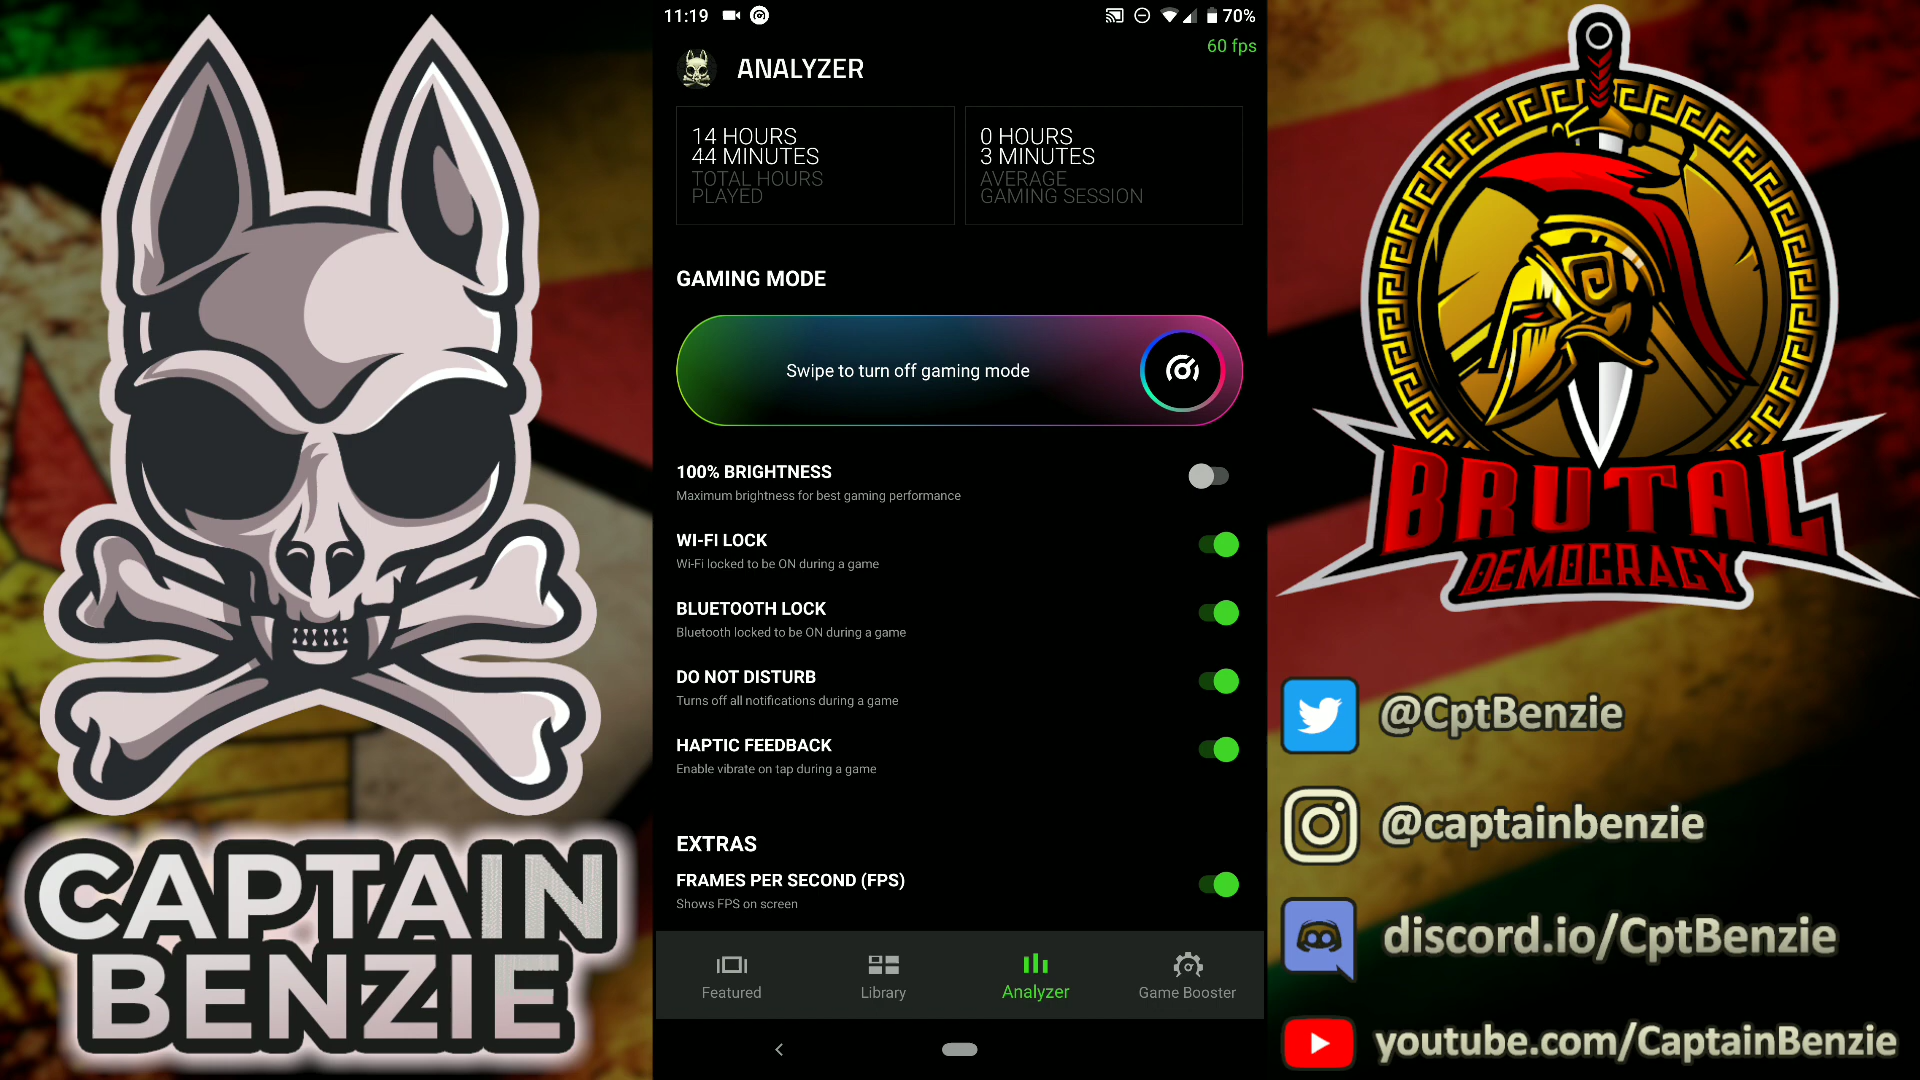 CAPTAIN
BENZIE
11:19
70%
60 fps
ANALYZER
14 HOURS
44 MINUTES
TOTAL HOURS
PLAYED
0 HOURS
3 MINUTES
AVERAGE
GAMING SESSION
GAMING MODE
Swipe to turn off gaming mode
100% BRIGHTNESS
Maximum brightness for best gaming performance
WI-FI LOCK
Wi-Fi locked to be ON during a game
BLUETOOTH LOCK
Bluetooth locked to be ON during a game
DO NOT DISTURB
Turns off all notifications during a game
HAPTIC FEEDBACK
Enable vibrate on tap during a game
EXTRAS
FRAMES PER SECOND (FPS)
Shows FPS on screen
Featured
Library
Analyzer
Game Booster
BRUTAL
DEMOCRACY
@CptBenzie
@captainbenzie
discord.io/CptBenzie
youtube.com/CaptainBenzie